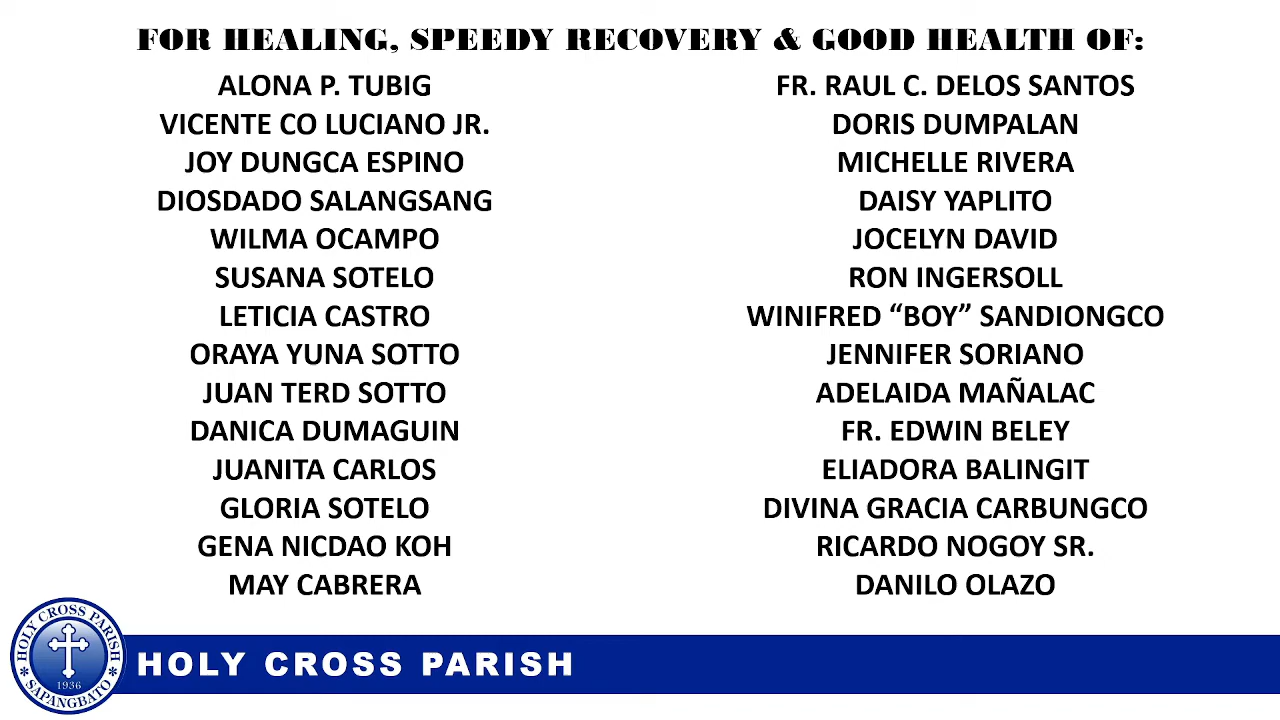 FOR HEALING, SPEEDY RECOVERY & GOOD HEALTH OF:
ALONA P. TUBIG
VICENTE CO LUCIANO JR.
JOY DUNGCA ESPINO
DIOSDADO SALANGSANG
WILMA OCAMPO
SUSANA SOTELO
LETICIA CASTRO
ORAYA YUNA SOTTO
JUAN TERD SOTTO
DANICA DUMAGUIN
JUANITA CARLOS
GLORIA SOTELO
GENA NICDAO KOH
MAY CABRERA
FR. RAUL C. DELOS SANTOS
DORIS DUMPALAN
MICHELLE RIVERA
DAISY YAPLITO
JOCELYN DAVID
RON INGERSOLL
WINIFRED “BOY” SANDIONGCO
JENNIFER SORIANO
ADELAIDA MAÑALAC
FR. EDWIN BELEY
ELIADORA BALINGIT
DIVINA GRACIA CARBUNGCO
RICARDO NOGOY SR.
DANILO OLAZO
HOLY CROSS PARISH
1936
SAPANGBATO
HOLY CROSS PARISH